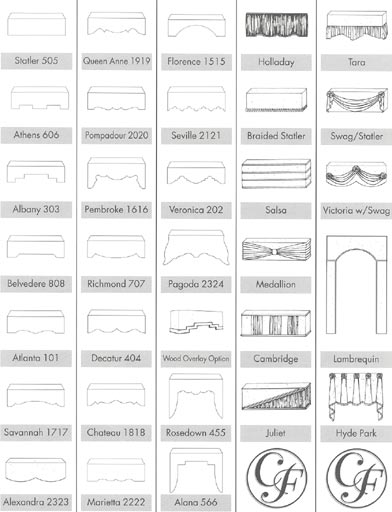 Statler 505
Queen Anne 1919
Florence 1515
Holladay
Tara
Athens 606
Pompadour 2020
Seville 2121
Braided Statler
Swag/Statler
Albany 303
Pembroke 1616
Veronica 202
Salsa
Victoria w/Swag
Belvedere 808
Richmond 707
Pagoda 2324
Medallion
Atlanta 101
Decatur 404
Wood Overlay Option
Cambridge
Lambrequin
Savannah 1717
Chateau 1818
Rosedown 455
Juliet
Hyde Park
Alexandra 2323
Marietta 2222
Alana 566
CF
CF